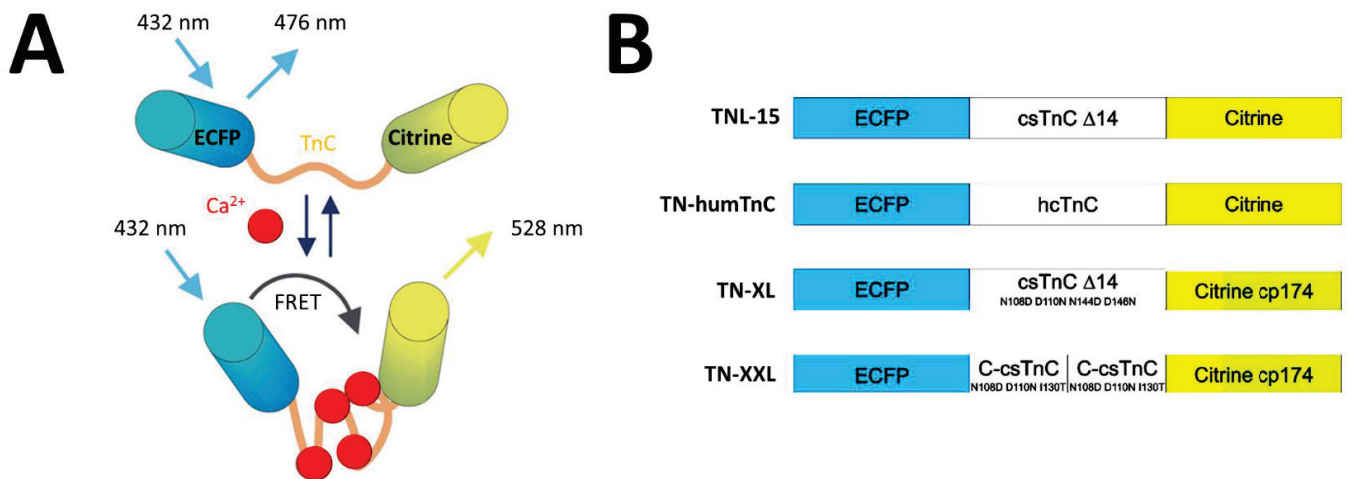 A
432 nm 476 nm
ECFP TnC Citrine
Ca2+
432 nm 528 nm
FRET
B
TNL-15 ECFP csTnC Δ14 Citrine
TN-humTnC ECFP hcTnC Citrine
TN-XL ECFP csTnC Δ14 Citrine cp174
N108D D110N N144D D146N
TN-XXL ECFP C-csTnC C-csTnC Citrine cp174
N108D D110N I130T N108D D110N I130T